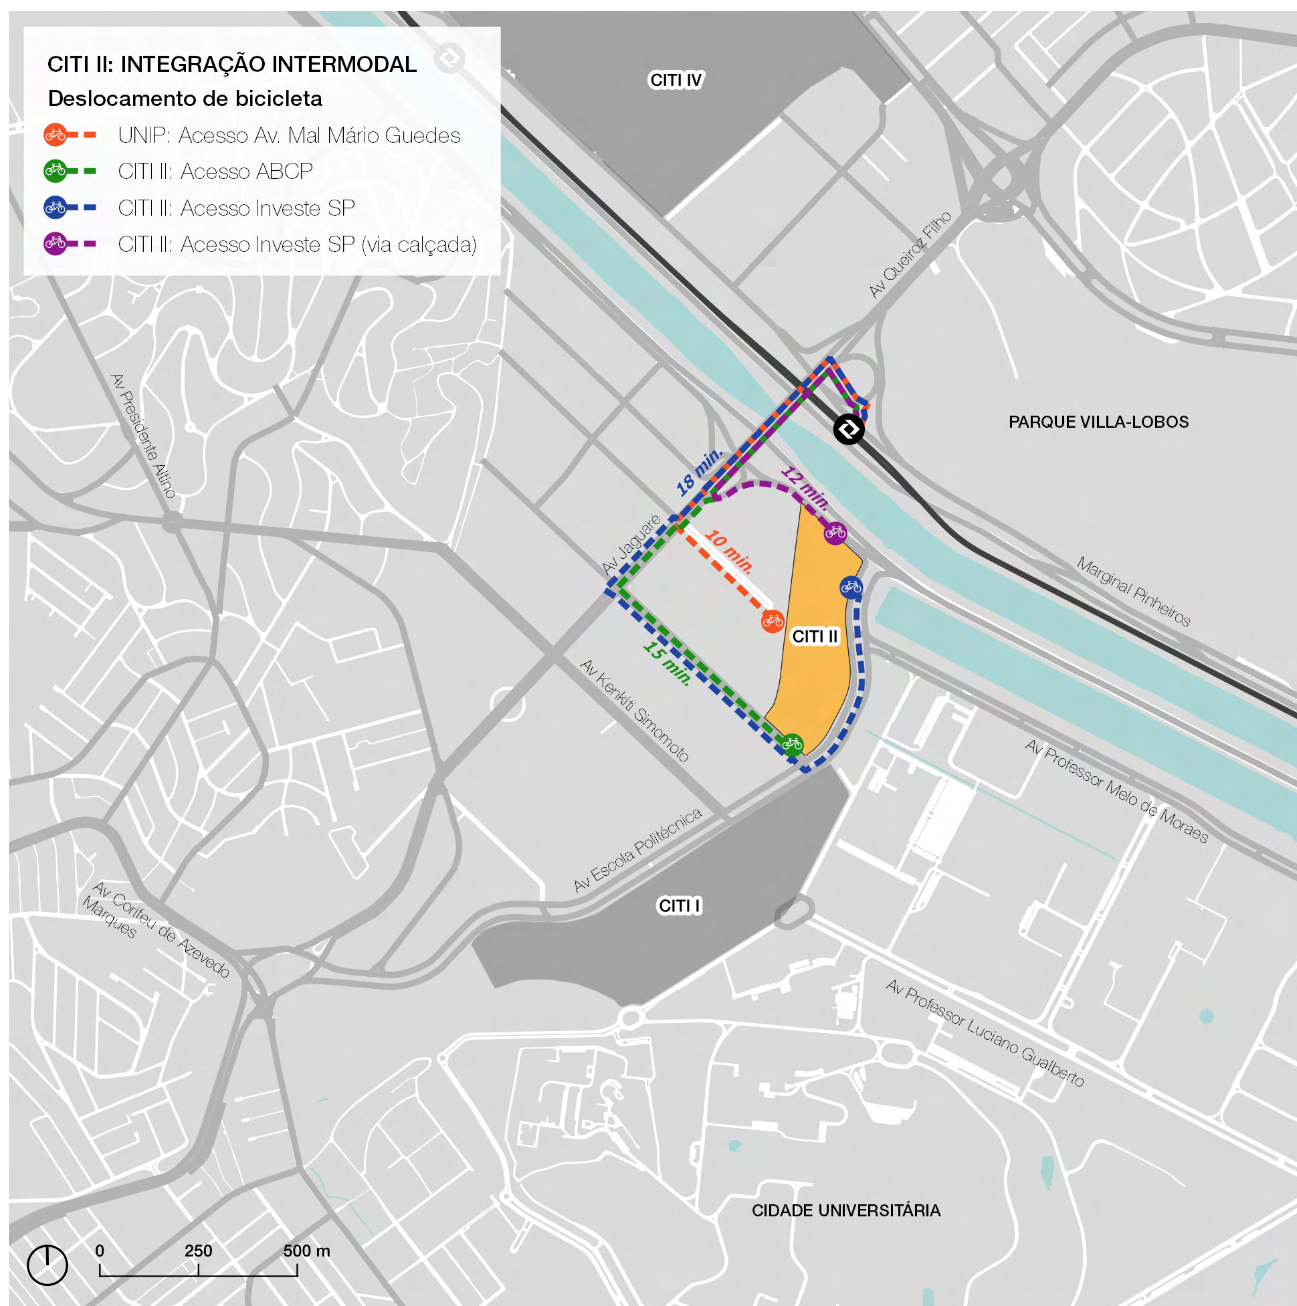 CITI II: INTEGRAÇÃO INTERMODAL
Deslocamento de bicicleta
UNIP: Acesso Av. Mal Mário Guedes
CITI II: Acesso ABCP
CITI II: Acesso Investe SP
CITI II: Acesso Investe SP (via calçada)
CITI IV
Av Queiroz Filho
Av Presidente Altino
PARQUE VILLA-LOBOS
18 min.
12 min.
Av Jaguaré
10 min.
Marginal Pinheiros
CITI II
15 min.
Av Kenkiti Simomoto
Av Professor Melo de Moraes
Av Escola Politécnica
Av Corifeu de Azevedo
Marques
CITI I
Av Professor Luciano Gualberto
CIDADE UNIVERSITÁRIA
0 250 500 m